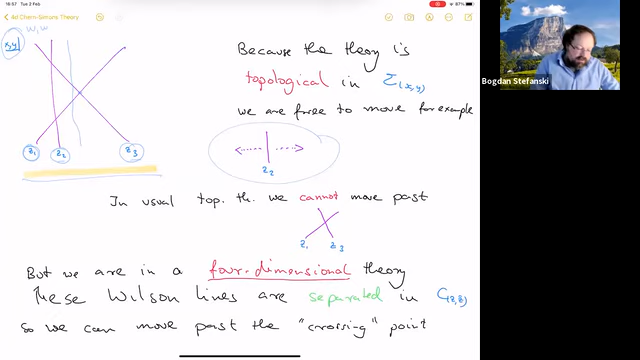 16:57 Tue 2 Feb
87%
4d Chern-Simons Theory
x,y
w, w
Because the theory is
topological in Σ(x,y)
we are free to move for example
z₂
z₁ z₂ z₃
In usual top. th. we cannot move past
z₁ z₃
But we are in a four-dimensional theory
These Wilson lines are separated in C(z,z̄)
so we can move past the "crossing" point
Bogdan Stefanski